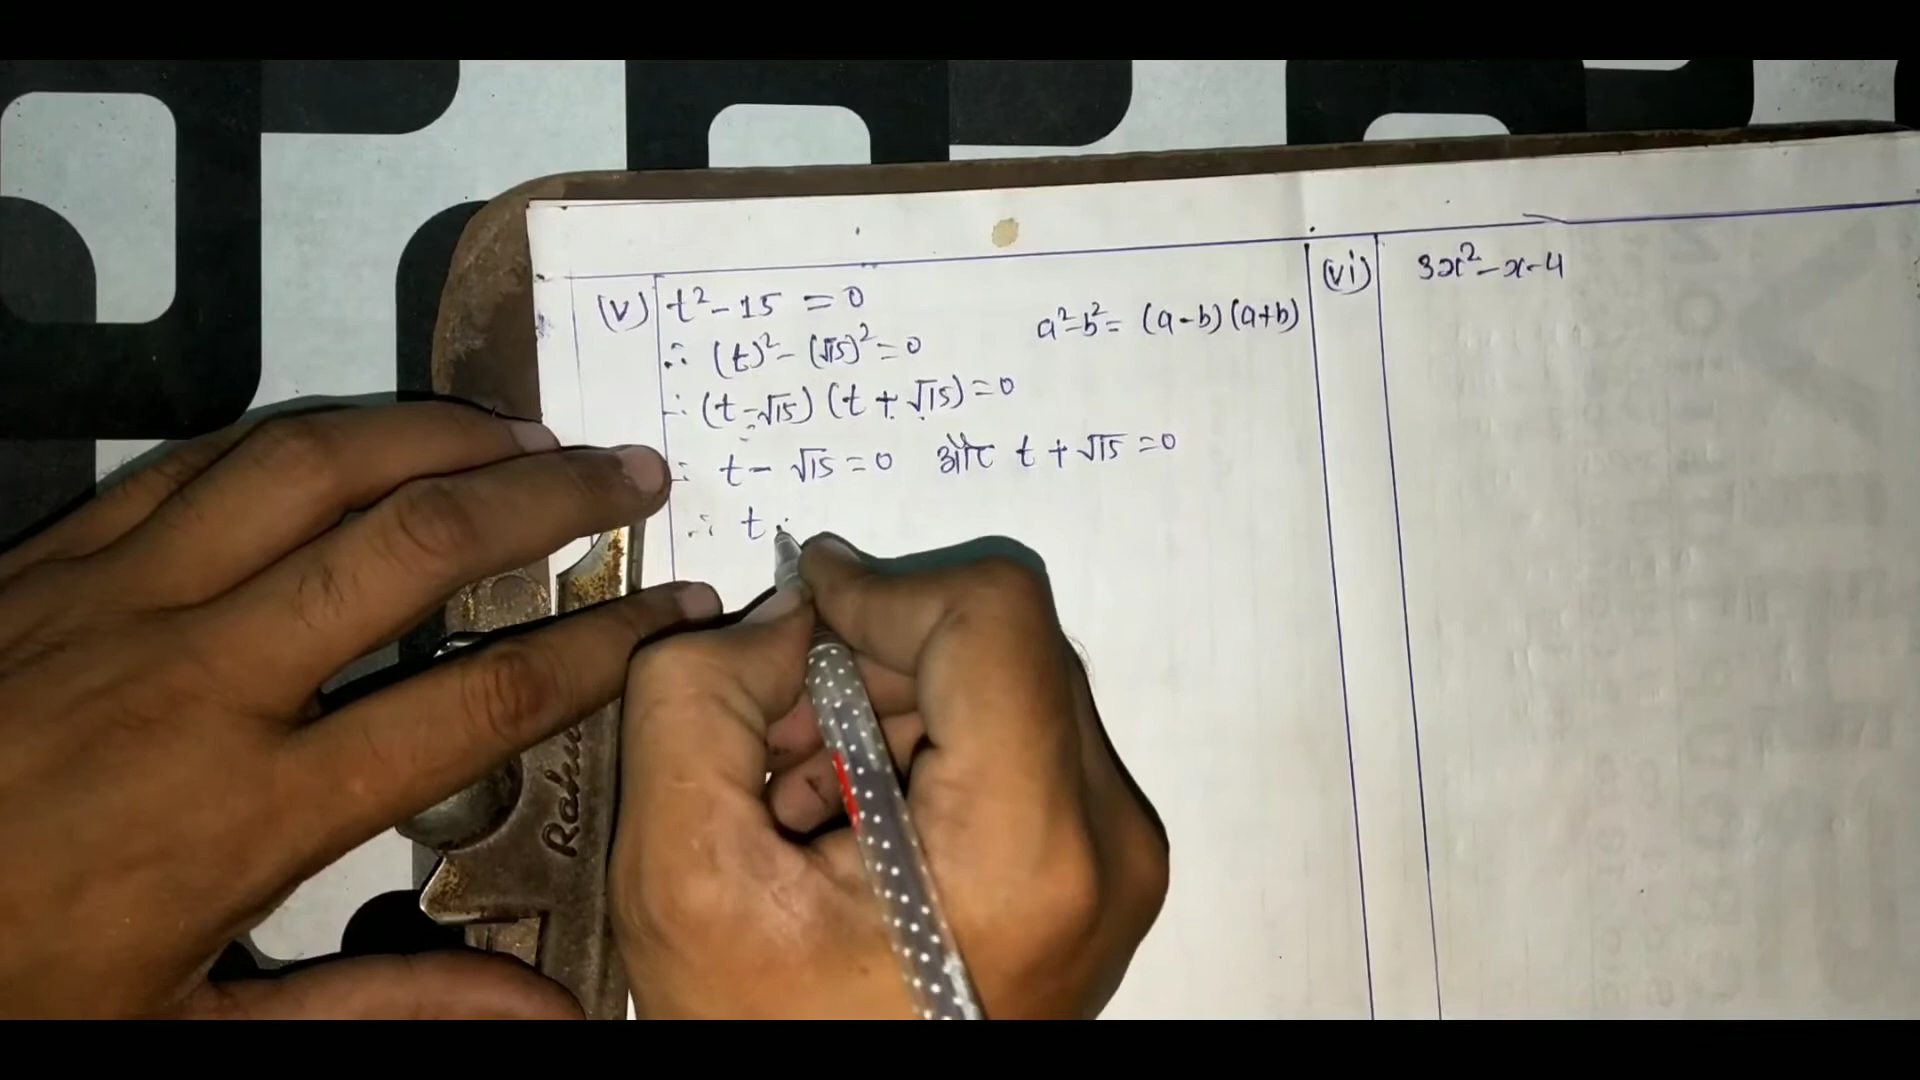 (v) t² - 15 = 0
∴ (t)² - (√15)² = 0
a² - b² = (a - b) (a + b)
∴ (t - √15) (t + √15) = 0
∴ t - √15 = 0 और t + √15 = 0
∴ t
(vi) 3x² - x - 4